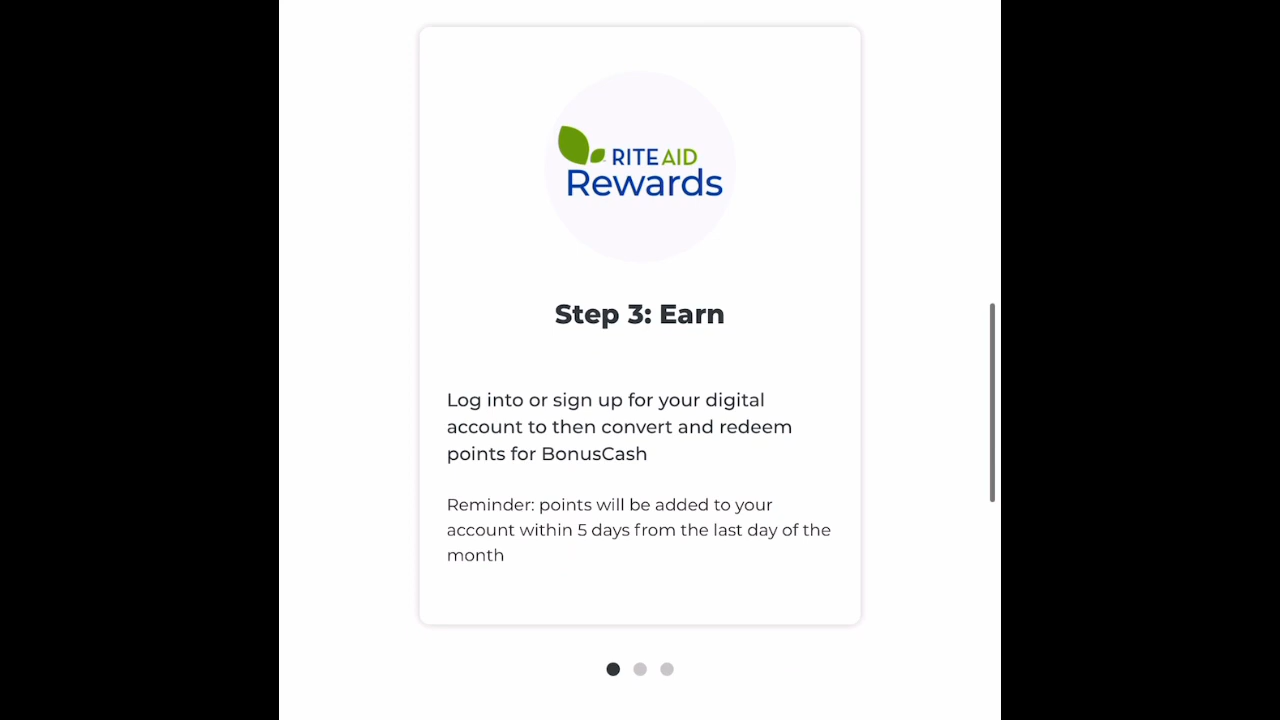 RITE AID
Rewards
Step 3: Earn
Log into or sign up for your digital
account to then convert and redeem
points for BonusCash
Reminder: points will be added to your
account within 5 days from the last day of the
month